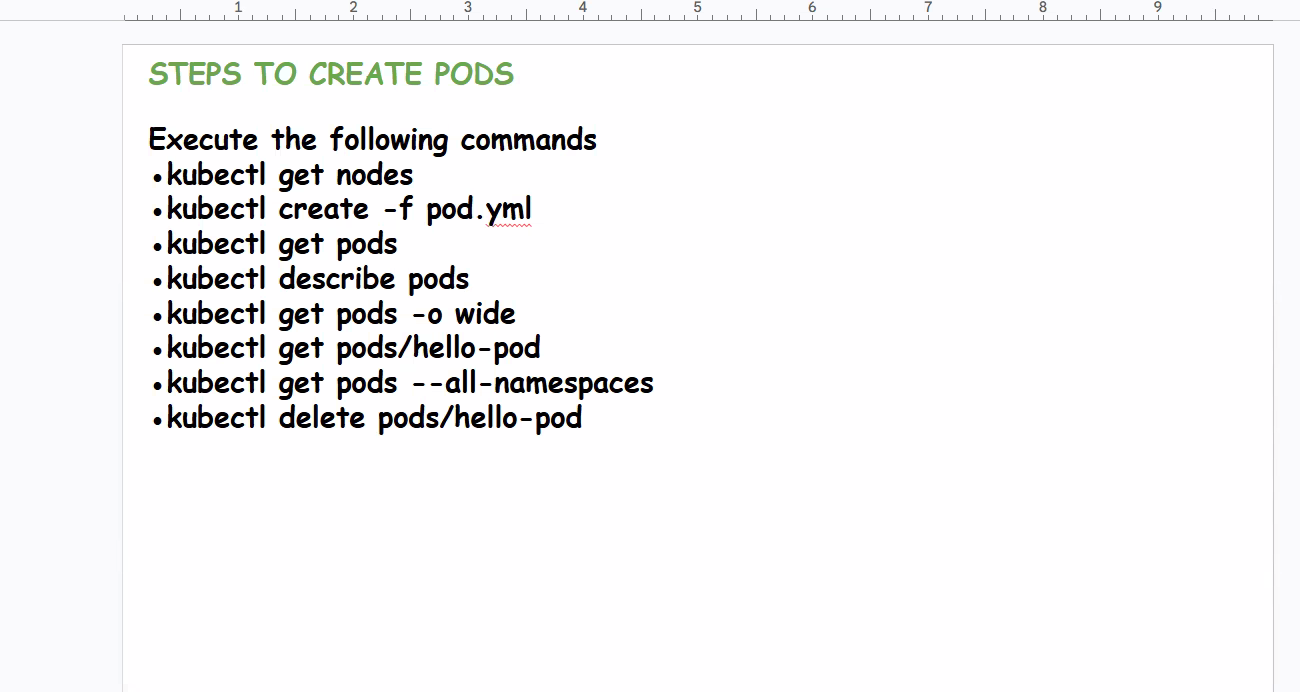 1 2 3 4 5 6 7 8 9
STEPS TO CREATE PODS
Execute the following commands
•kubectl get nodes
•kubectl create -f pod.yml
•kubectl get pods
•kubectl describe pods
•kubectl get pods -o wide
•kubectl get pods/hello-pod
•kubectl get pods --all-namespaces
•kubectl delete pods/hello-pod